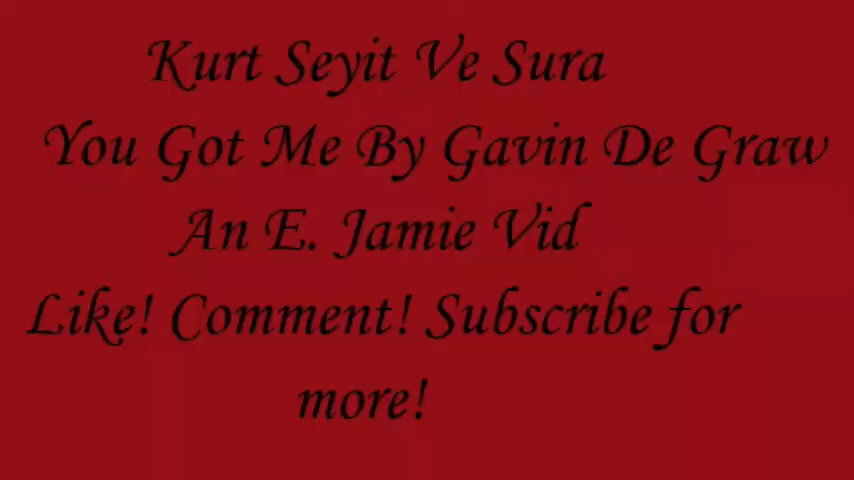 Kurt Seyit Ve Sura
You Got Me By Gavin De Graw
An E. Jamie Vid
Like! Comment! Subscribe for
more!